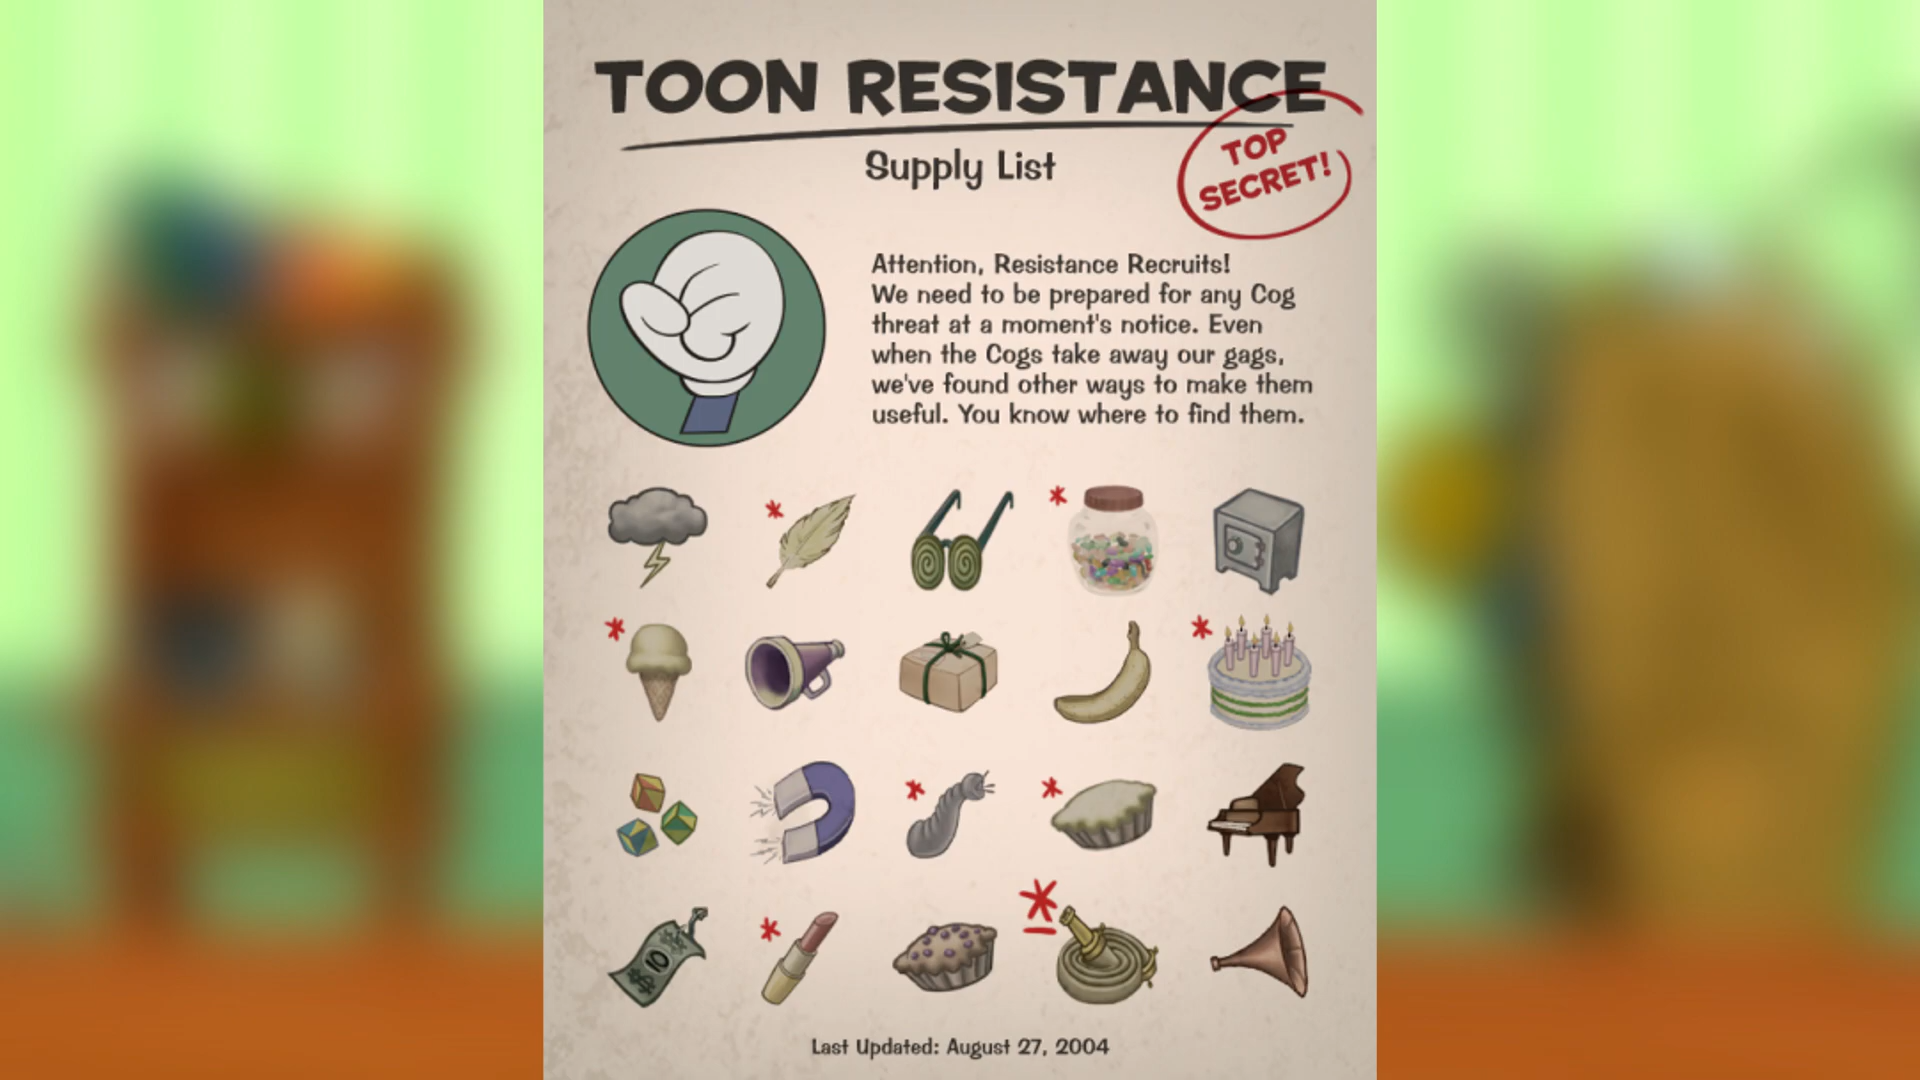 TOON RESISTANCE
Supply List
TOP
SECRET!
Attention, Resistance Recruits!
We need to be prepared for any Cog
threat at a moment's notice. Even
when the Cogs take away our gags,
we've found other ways to make them
useful. You know where to find them.
10
$
Last Updated: August 27, 2004